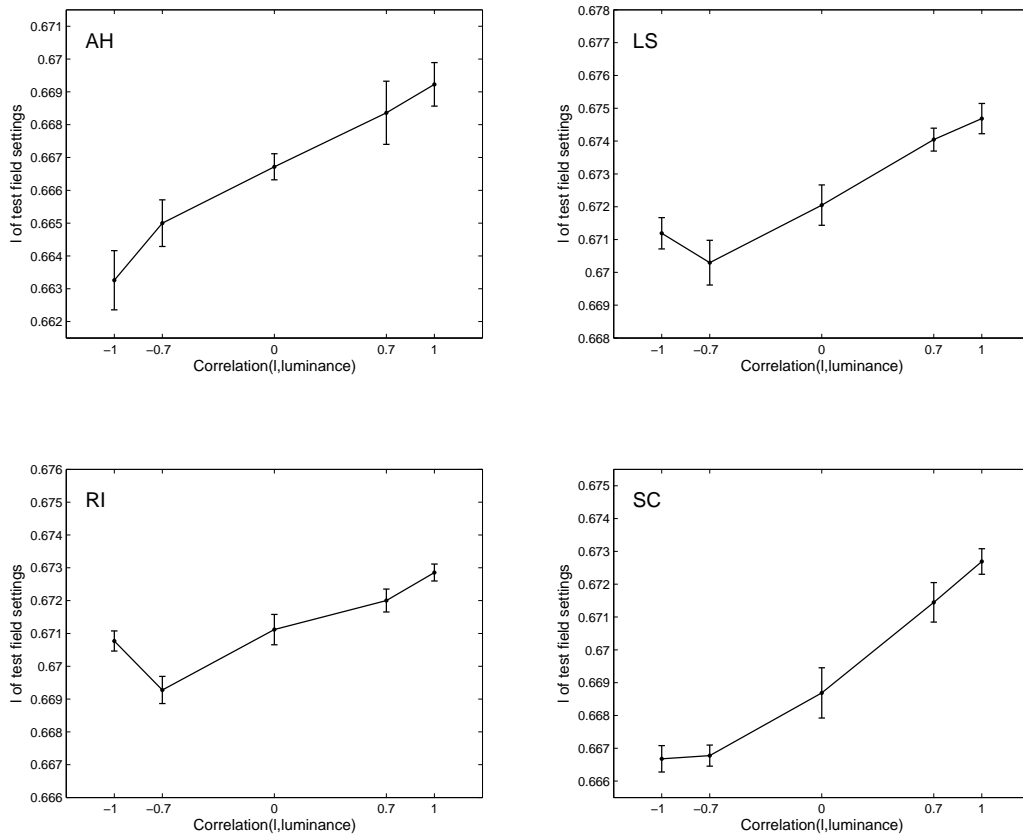 0.671
0.67
0.669
0.668
0.667
0.666
0.665
0.664
0.663
0.662
AH
l of test field settings
−1 −0.7 0 0.7 1
Correlation(l,luminance)
0.678
0.677
0.676
0.675
0.674
0.673
0.672
0.671
0.67
0.669
0.668
LS
l of test field settings
−1 −0.7 0 0.7 1
Correlation(l,luminance)
0.676
0.675
0.674
0.673
0.672
0.671
0.67
0.669
0.668
0.667
0.666
RI
l of test field settings
−1 −0.7 0 0.7 1
Correlation(l,luminance)
0.675
0.674
0.673
0.672
0.671
0.67
0.669
0.668
0.667
0.666
SC
l of test field settings
−1 −0.7 0 0.7 1
Correlation(l,luminance)